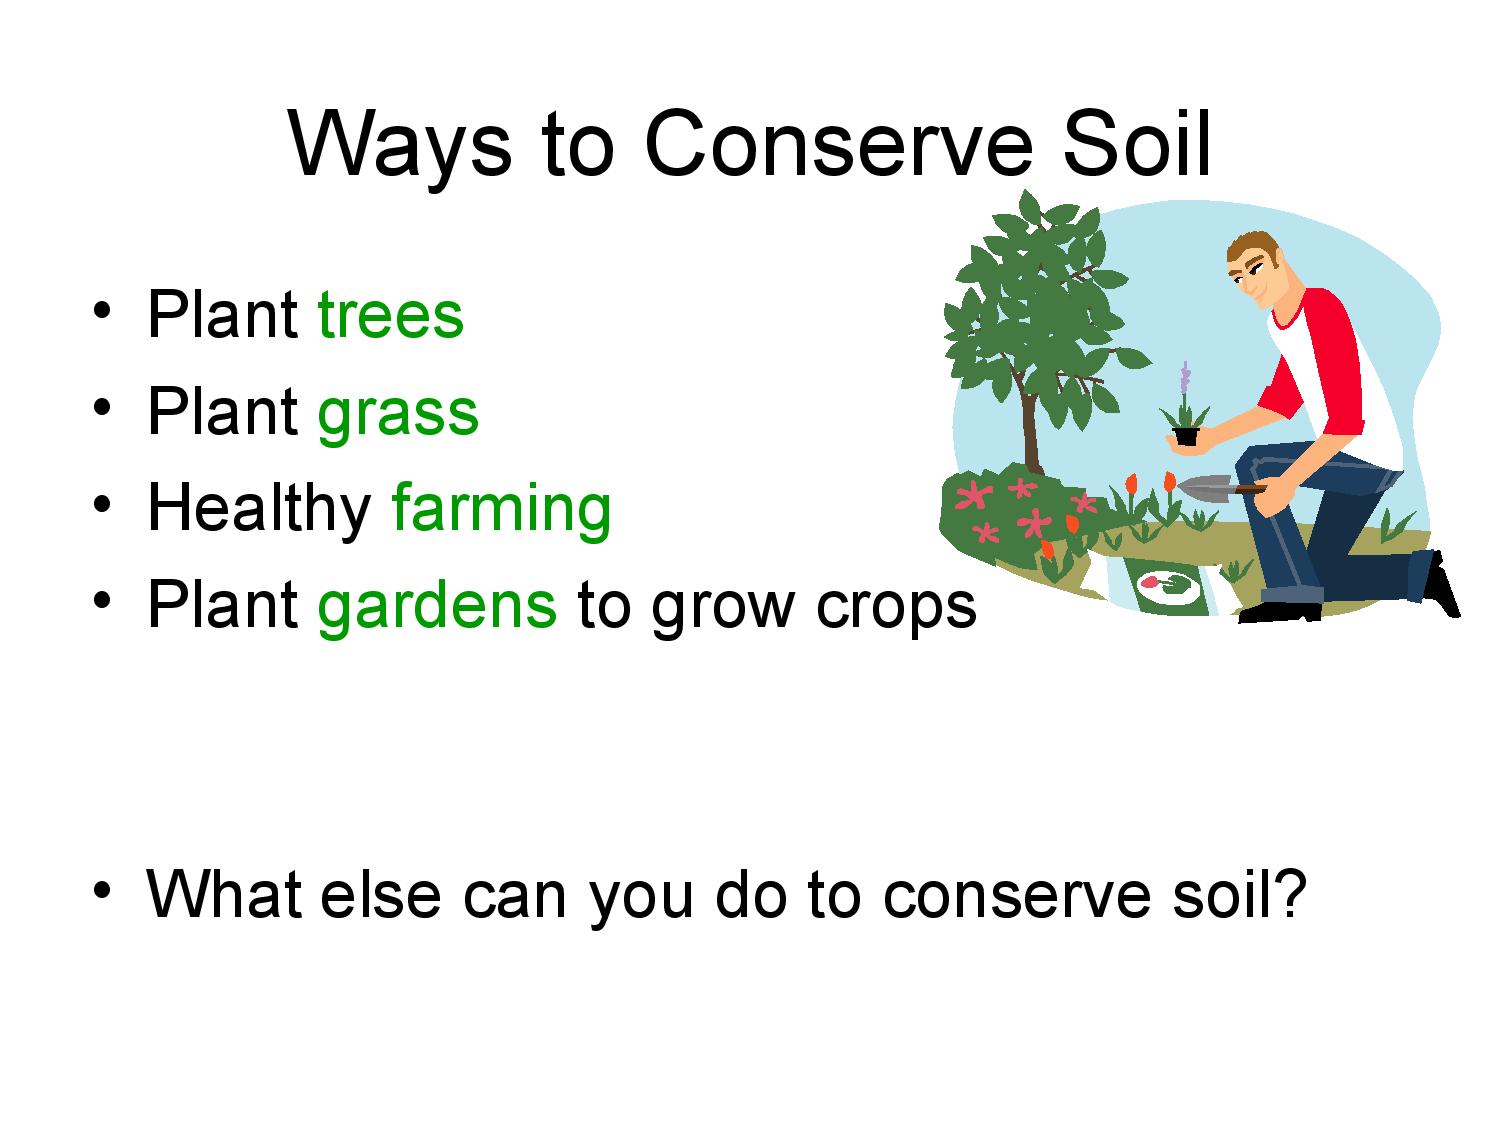 Ways to Conserve Soil
• Plant trees
• Plant grass
• Healthy farming
• Plant gardens to grow crops
• What else can you do to conserve soil?